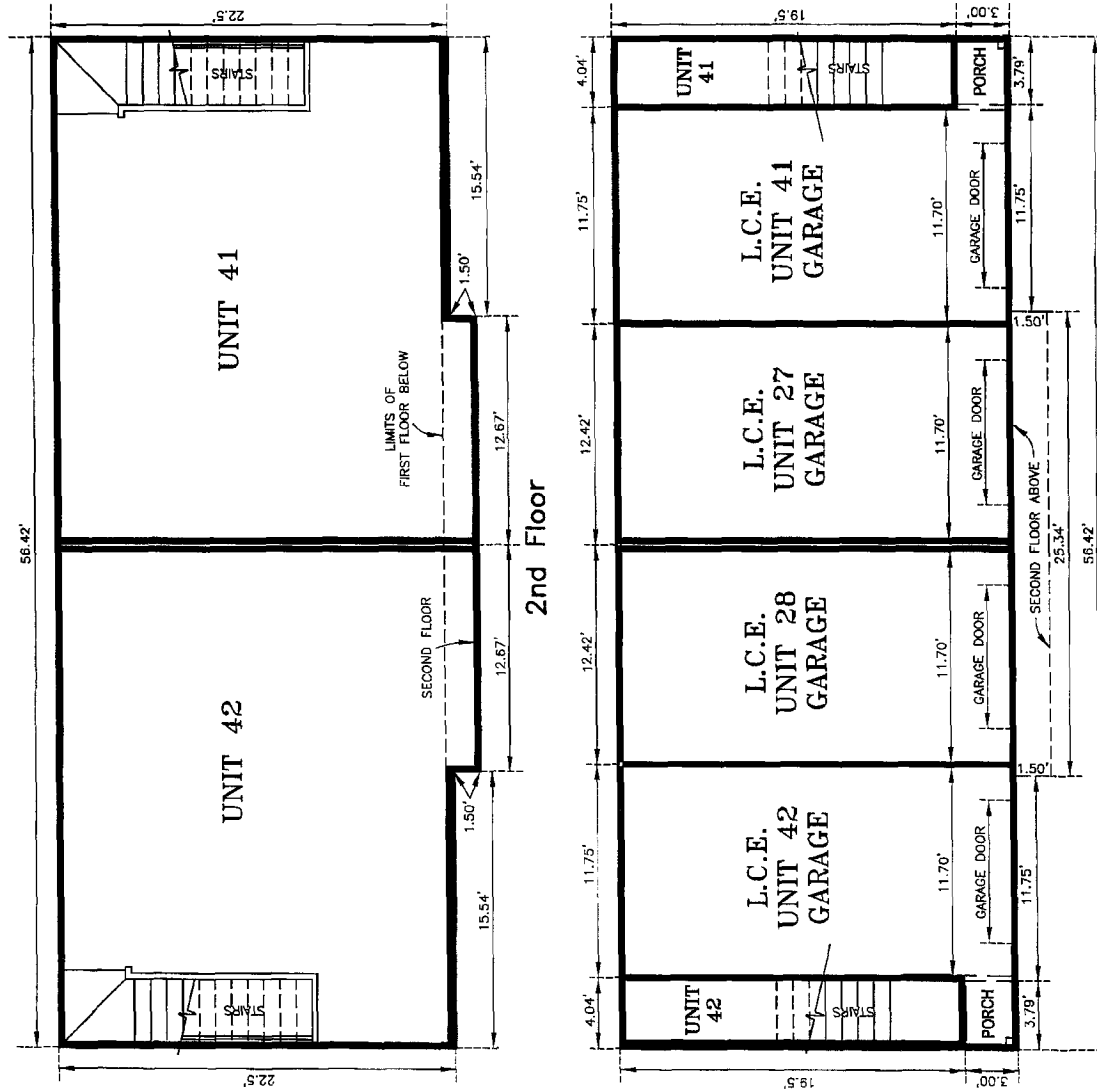 56.42'
22.5'
22.5'
STAIRS
STAIRS
UNIT 42
UNIT 41
SECOND FLOOR
LIMITS OF
FIRST FLOOR BELOW
1.50'
1.50'
15.54'
12.67'
12.67'
15.54'
2nd Floor
4.04'
11.75'
12.42'
12.42'
11.75'
4.04'
19.5'
19.5'
UNIT
42
STAIRS
L.C.E.
UNIT 42
GARAGE
L.C.E.
UNIT 28
GARAGE
L.C.E.
UNIT 27
GARAGE
L.C.E.
UNIT 41
GARAGE
UNIT
41
STAIRS
11.70'
11.70'
11.70'
11.70'
3.00'
3.00'
PORCH
GARAGE DOOR
GARAGE DOOR
GARAGE DOOR
GARAGE DOOR
PORCH
3.79'
11.75'
1.50'
1.50'
11.75'
3.79'
SECOND FLOOR ABOVE
25.34'
56.42'